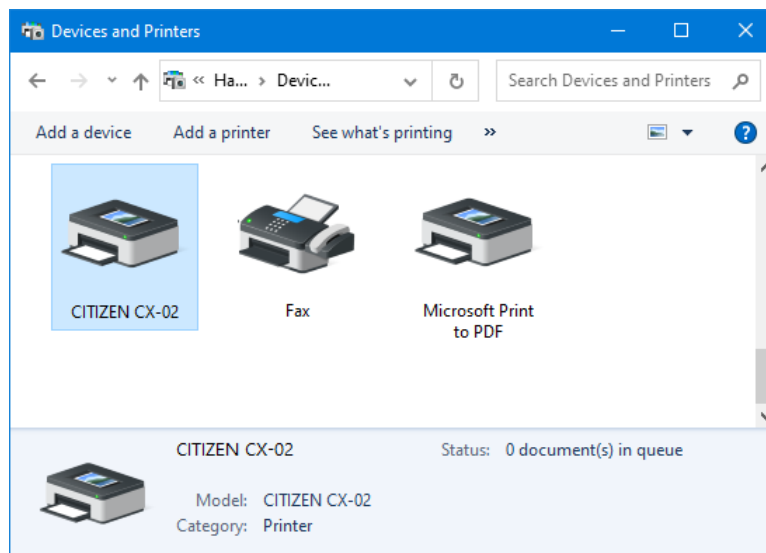 Devices and Printers
« Ha... › Devic...
Search Devices and Printers
Add a device Add a printer See what's printing »
?
CITIZEN CX-02
Fax
Microsoft Print
to PDF
CITIZEN CX-02 Status: 0 document(s) in queue
Model: CITIZEN CX-02
Category: Printer